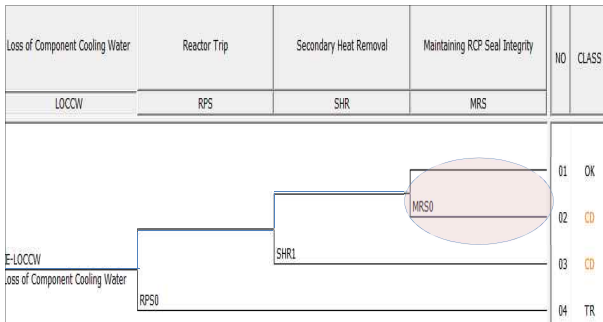 Loss of Component Cooling Water Reactor Trip Secondary Heat Removal Maintaining RCP Seal Integrity NO CLASS
LOCCW RPS SHR MRS
01 OK
MRS0
02 CD
E-LOCCW SHR1 03 CD
Loss of Component Cooling Water
RPS0
04 TR